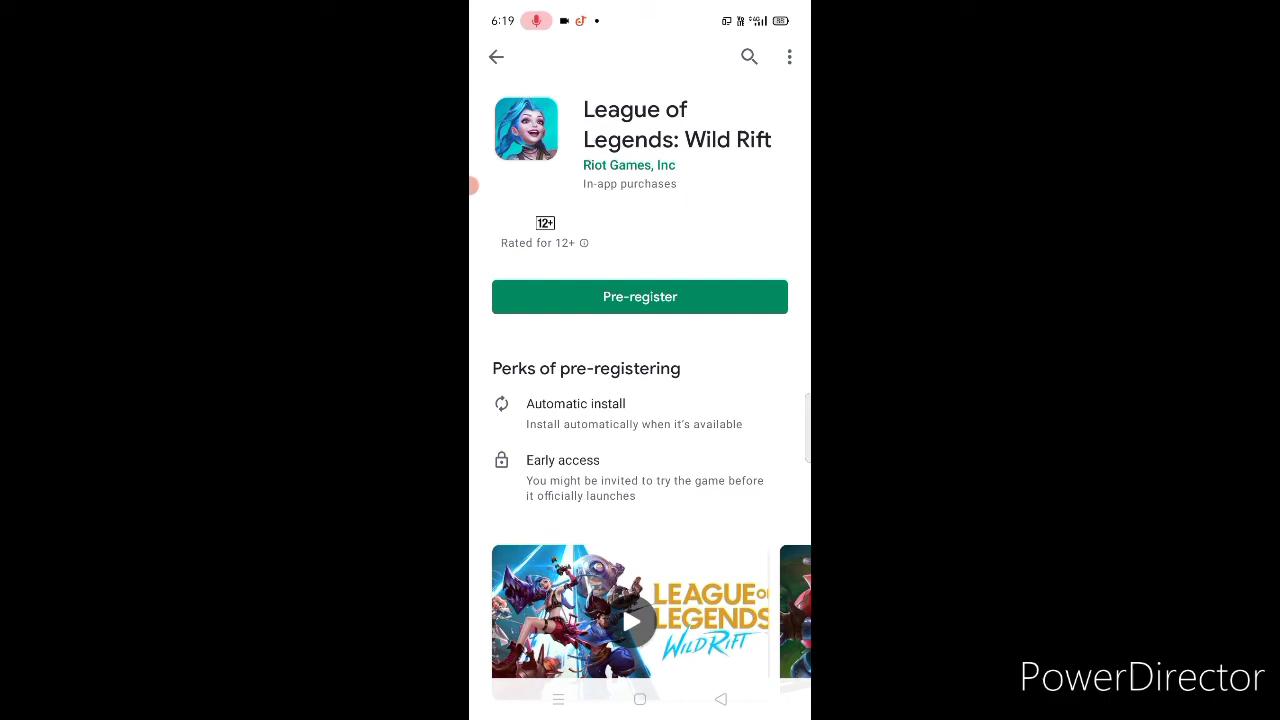 6:19
88
League of
Legends: Wild Rift
Riot Games, Inc
In-app purchases
12+
Rated for 12+
Pre-register
Perks of pre-registering
Automatic install
Install automatically when it's available
Early access
You might be invited to try the game before
it officially launches
LEAGUE OF
LEGENDS
WILD RIFT
PowerDirector